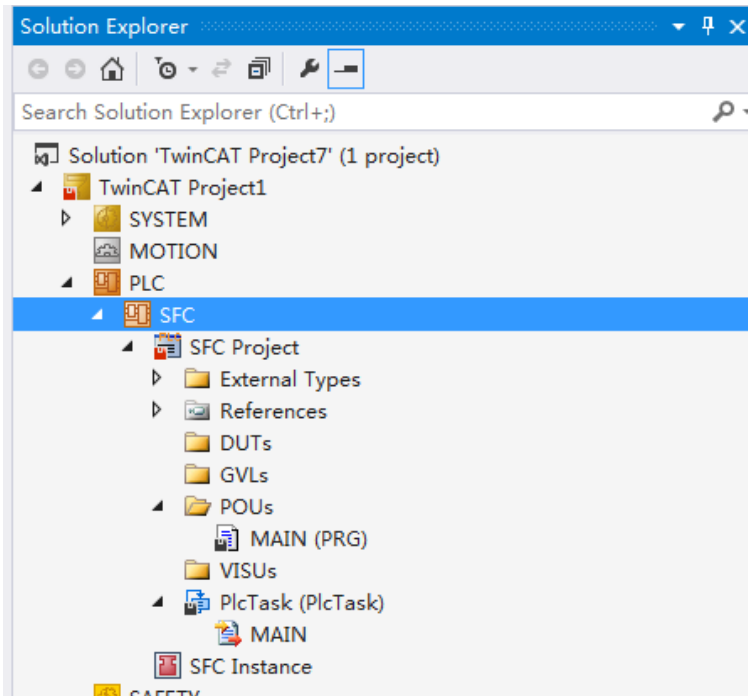 Solution Explorer
Search Solution Explorer (Ctrl+;)
Solution 'TwinCAT Project7' (1 project)
TwinCAT Project1
SYSTEM
MOTION
PLC
SFC
SFC Project
External Types
References
DUTs
GVLs
POUs
MAIN (PRG)
VISUs
PlcTask (PlcTask)
MAIN
SFC Instance
SAFETY